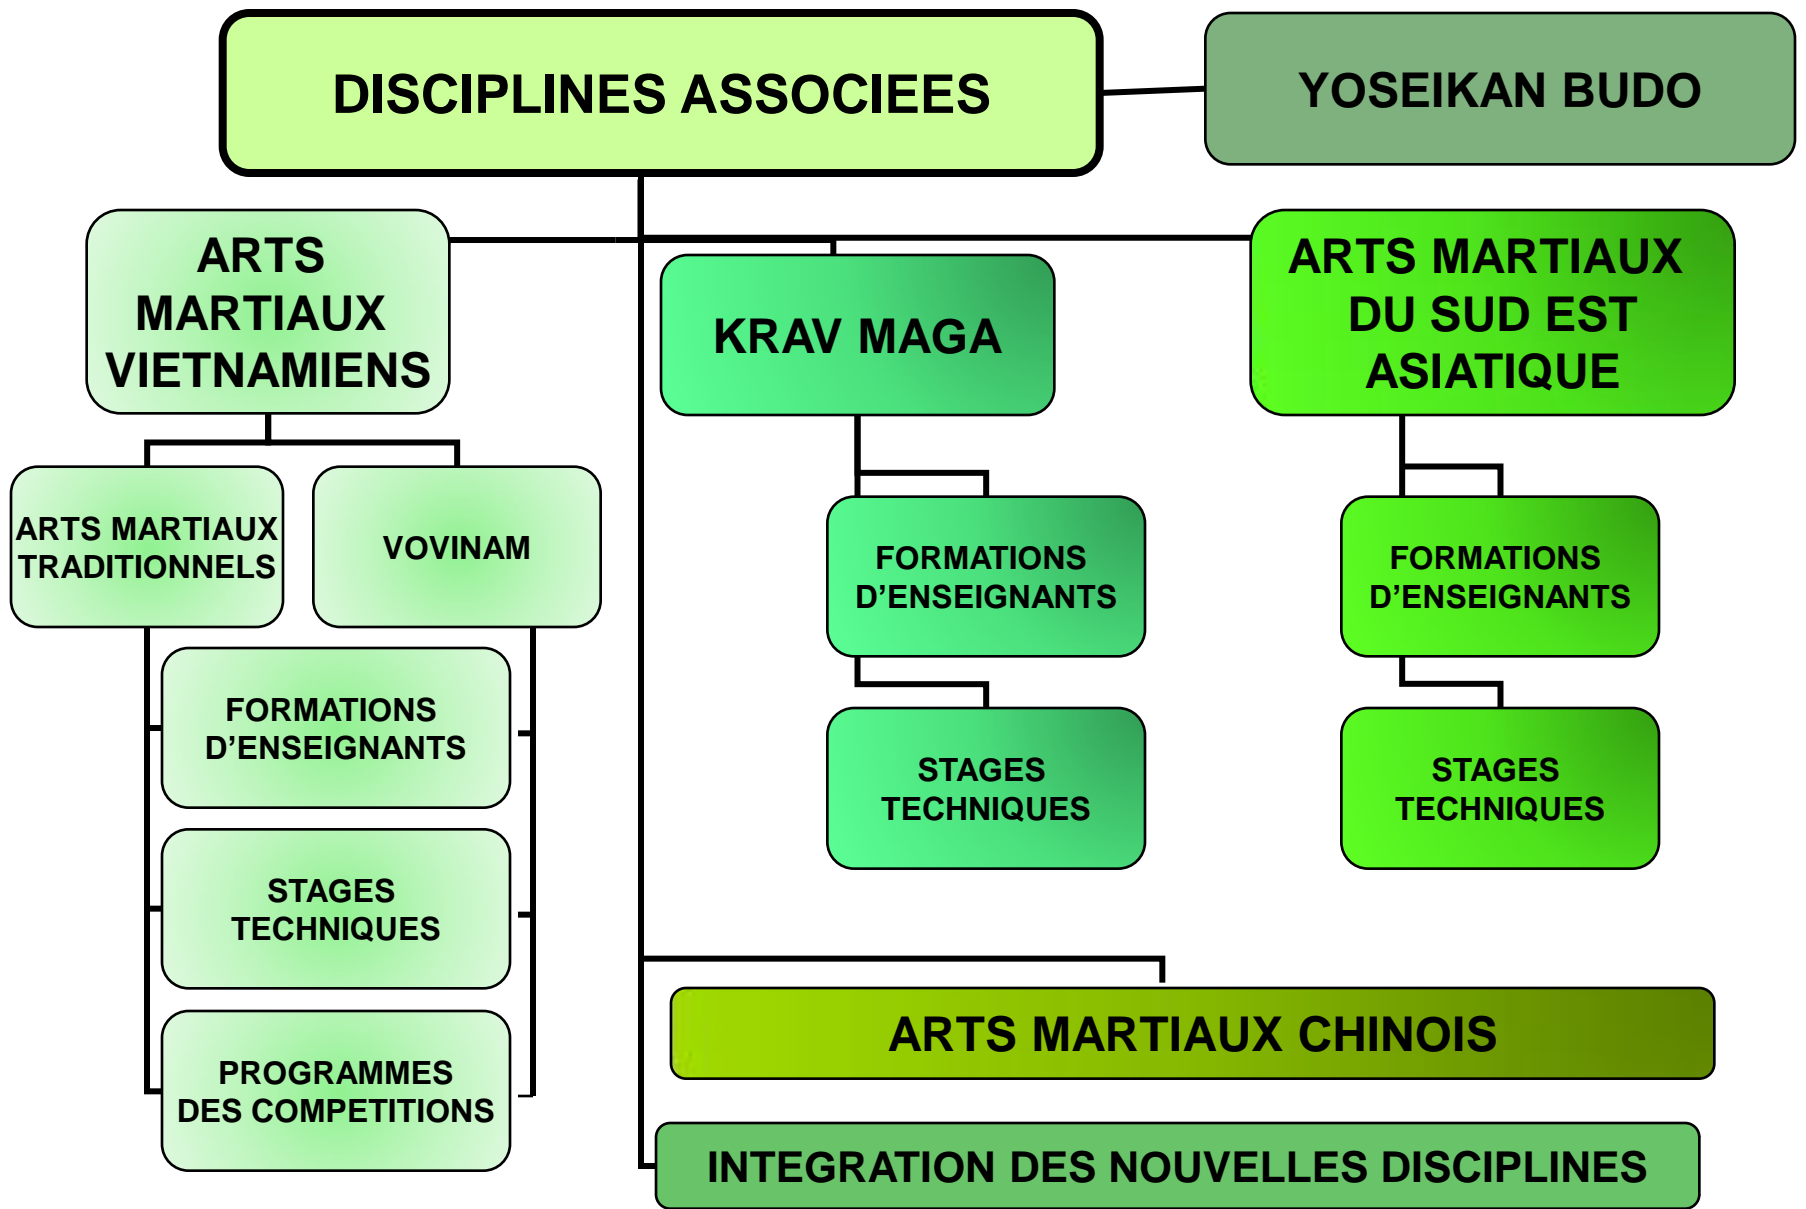 DISCIPLINES ASSOCIEES
YOSEIKAN BUDO
ARTS
MARTIAUX
VIETNAMIENS
KRAV MAGA
ARTS MARTIAUX
DU SUD EST
ASIATIQUE
ARTS MARTIAUX
TRADITIONNELS
VOVINAM
FORMATIONS
D’ENSEIGNANTS
STAGES
TECHNIQUES
PROGRAMMES
DES COMPETITIONS
FORMATIONS
D’ENSEIGNANTS
STAGES
TECHNIQUES
FORMATIONS
D’ENSEIGNANTS
STAGES
TECHNIQUES
ARTS MARTIAUX CHINOIS
INTEGRATION DES NOUVELLES DISCIPLINES